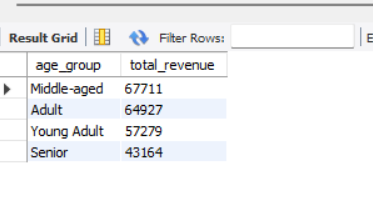 Result Grid Filter Rows: E
age_group total_revenue
Middle-aged 67711
Adult 64927
Young Adult 57279
Senior 43164